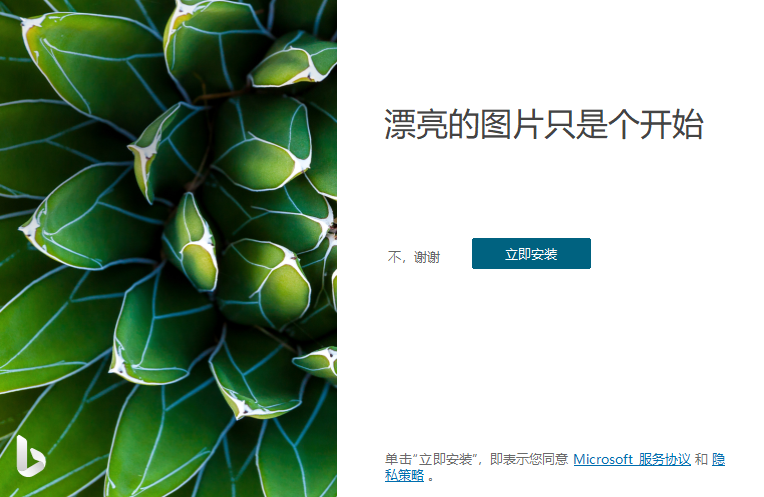 漂亮的图片只是个开始
不，谢谢
立即安装
单击“立即安装”，即表示您同意 Microsoft 服务协议 和 隐
私策略 。